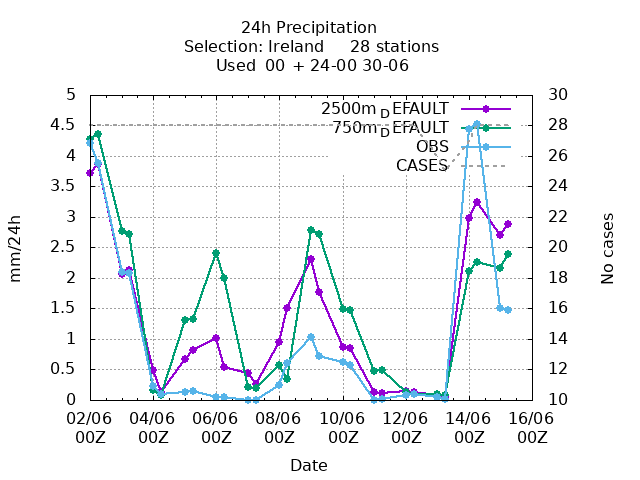 24h Precipitation
Selection: Ireland     28 stations
Used  00  + 24-00 30-06
2500m_DEFAULT
750m_DEFAULT
OBS
CASES
mm/24h
5
4.5
4
3.5
3
2.5
2
1.5
1
0.5
0
30
28
26
24
22
20
18
16
14
12
10
No cases
02/06 04/06 06/06 08/06 10/06 12/06 14/06 16/06
00Z 00Z 00Z 00Z 00Z 00Z 00Z 00Z
Date